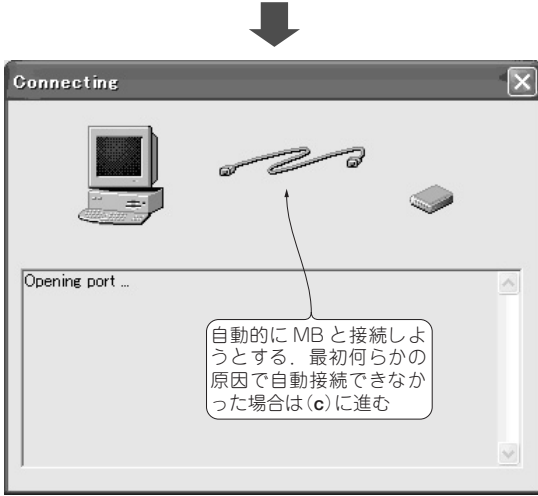 Connecting
Opening port ...
自動的に MB と接続しよ
うとする．最初何らかの
原因で自動接続できなか
った場合は(c)に進む